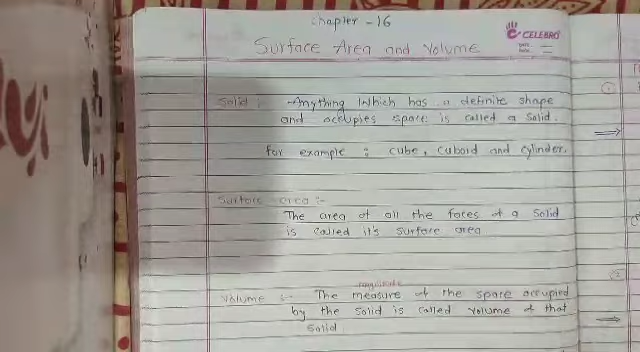 Chapter - 16
CELEBRO
Surface Area and Volume
Date
Solid :- Anything Which has a definite shape
and occupies space is called a Solid.
for example : cube, Cuboid and cylinder.
Surface area :-
The area of all the faces of a Solid
is called it's surface area
magnitude
Volume :- The measure of the space occupied
by the solid is called volume of that
Solid